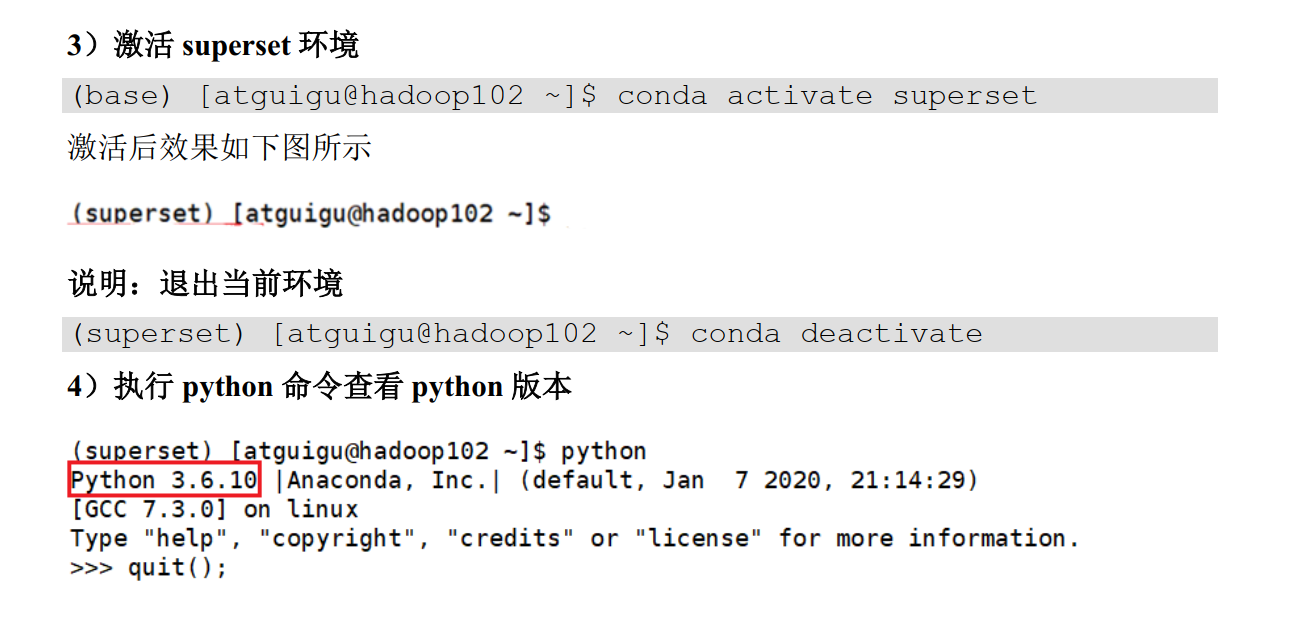 3）激活 superset 环境
(base) [atguigu@hadoop102 ~]$ conda activate superset
激活后效果如下图所示
(superset) [atguigu@hadoop102 ~]$
说明：退出当前环境
(superset) [atguigu@hadoop102 ~]$ conda deactivate
4）执行 python 命令查看 python 版本
(superset) [atguigu@hadoop102 ~]$ python
Python 3.6.10 |Anaconda, Inc.| (default, Jan  7 2020, 21:14:29)
[GCC 7.3.0] on linux
Type "help", "copyright", "credits" or "license" for more information.
>>> quit();